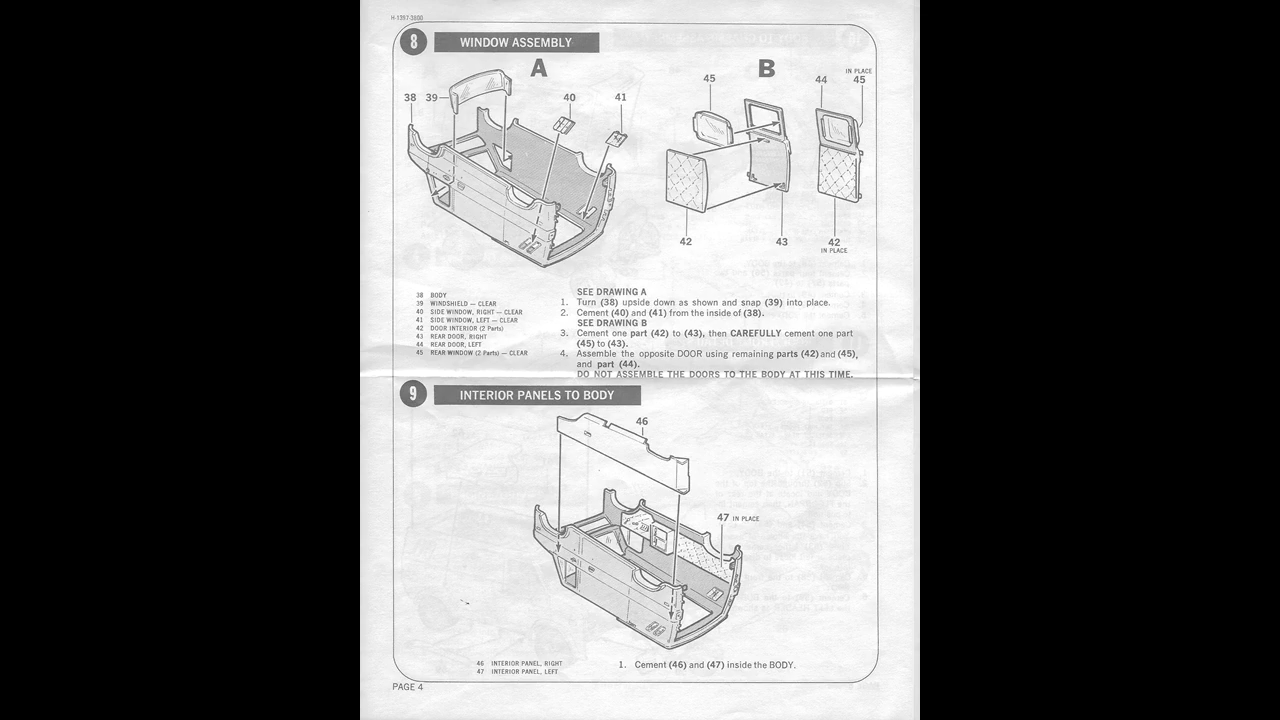 H-1397-3800
8 WINDOW ASSEMBLY
A
B
38 39 40 41
45 44 IN PLACE 45
42 43 42 IN PLACE
38 BODY
39 WINDSHIELD — CLEAR
40 SIDE WINDOW, RIGHT — CLEAR
41 SIDE WINDOW, LEFT — CLEAR
42 DOOR INTERIOR (2 Parts)
43 REAR DOOR, RIGHT
44 REAR DOOR, LEFT
45 REAR WINDOW (2 Parts) — CLEAR
SEE DRAWING A
1. Turn (38) upside down as shown and snap (39) into place.
2. Cement (40) and (41) from the inside of (38).
SEE DRAWING B
3. Cement one part (42) to (43), then CAREFULLY cement one part
(45) to (43).
4. Assemble the opposite DOOR using remaining parts (42) and (45),
and part (44).
DO NOT ASSEMBLE THE DOORS TO THE BODY AT THIS TIME.
9 INTERIOR PANELS TO BODY
46
47 IN PLACE
46 INTERIOR PANEL, RIGHT
47 INTERIOR PANEL, LEFT
1. Cement (46) and (47) inside the BODY.
PAGE 4